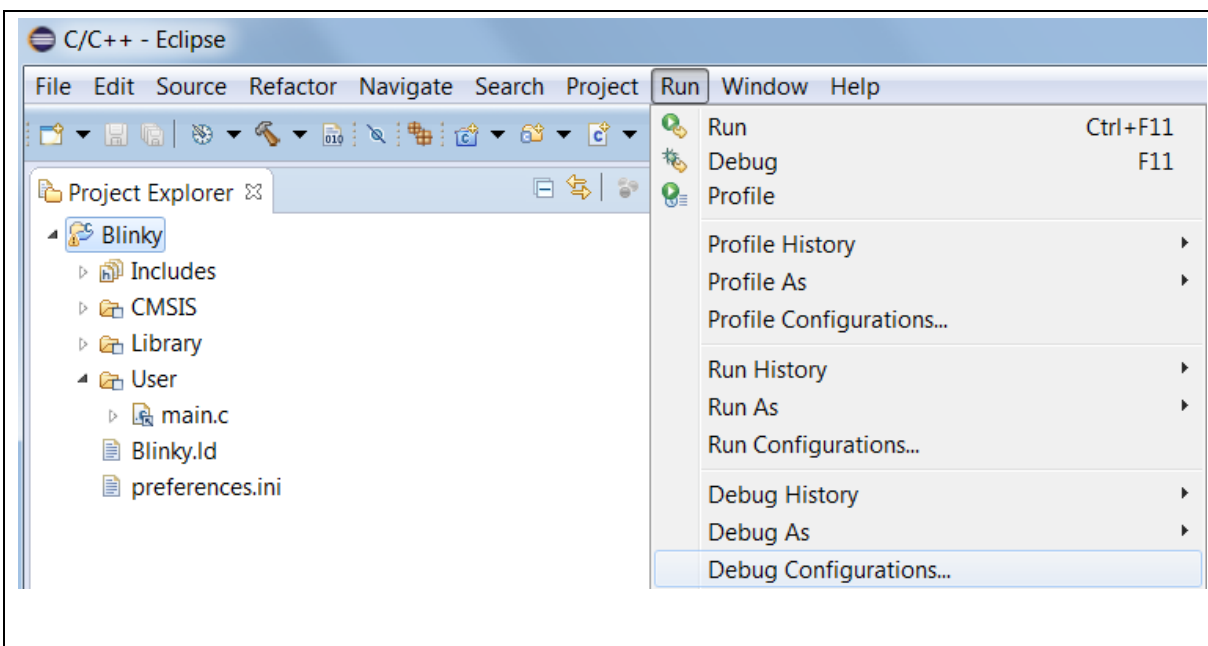 C/C++ - Eclipse
File Edit Source Refactor Navigate Search Project Run Window Help
010
Run Ctrl+F11
Debug F11
Profile
Project Explorer
Blinky
Includes
CMSIS
Library
User
main.c
Blinky.ld
preferences.ini
Profile History
Profile As
Profile Configurations...
Run History
Run As
Run Configurations...
Debug History
Debug As
Debug Configurations...